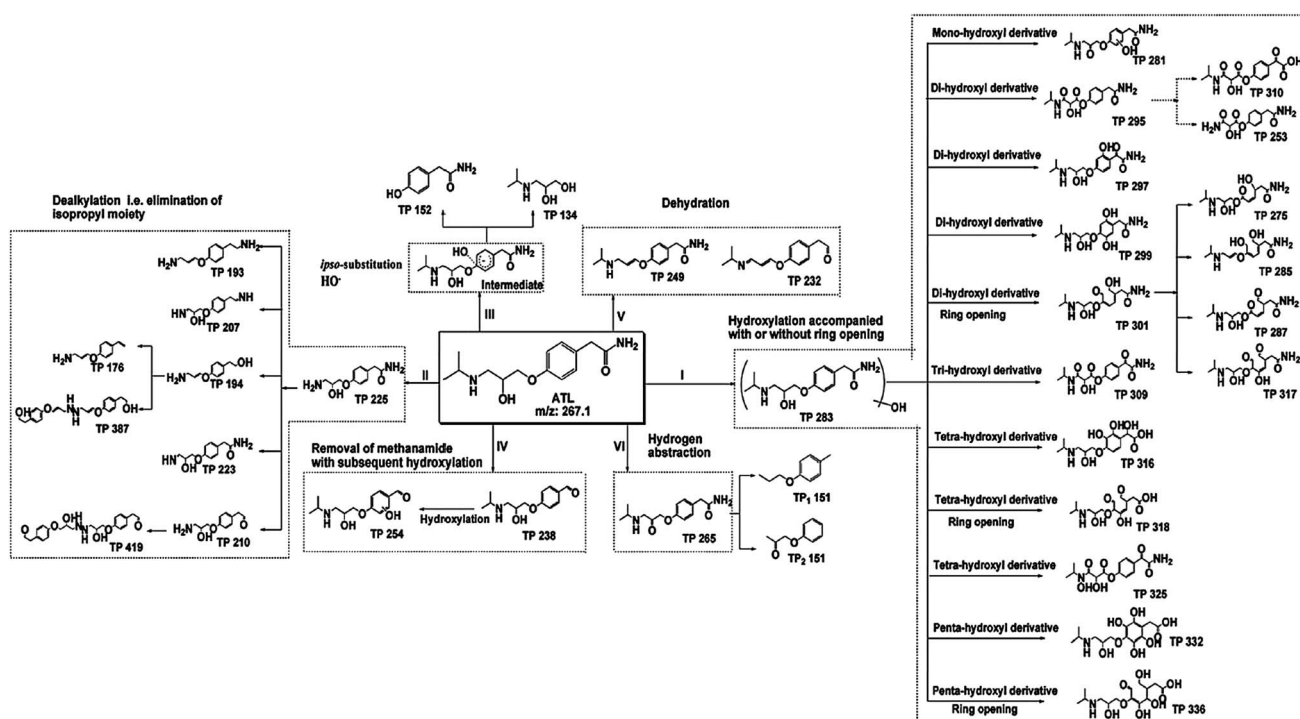 Dealkylation i.e. elimination of
isopropyl moiety
TP 193
TP 207
TP 176
TP 194
TP 387
TP 223
TP 419
TP 210
TP 225
II
TP 152
TP 134
ipso-substitution
HO·
Intermediate
III
Dehydration
TP 249
TP 232
V
ATL
m/z: 267.1
I
IV
VI
Removal of methanamide
with subsequent hydroxylation
TP 254
Hydroxylation
TP 238
Hydrogen
abstraction
TP 265
TP₁ 151
TP₂ 151
Hydroxylation accompanied
with or without ring opening
TP 283
OH
Mono-hydroxyl derivative
TP 281
Di-hydroxyl derivative
TP 295
TP 310
TP 253
Di-hydroxyl derivative
TP 297
Di-hydroxyl derivative
TP 299
Di-hydroxyl derivative
Ring opening
TP 301
TP 275
TP 285
TP 287
TP 317
Tri-hydroxyl derivative
TP 309
Tetra-hydroxyl derivative
TP 316
Tetra-hydroxyl derivative
Ring opening
TP 318
Tetra-hydroxyl derivative
TP 325
Penta-hydroxyl derivative
TP 332
Penta-hydroxyl derivative
Ring opening
TP 336